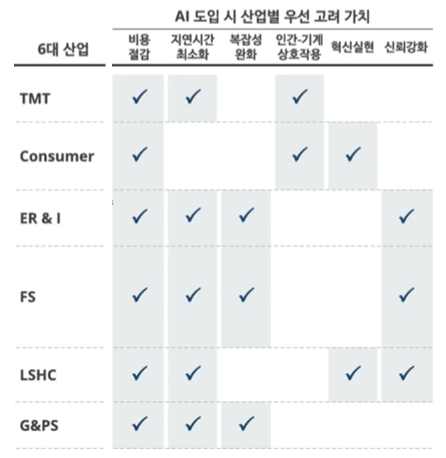 AI 도입 시 산업별 우선 고려 가치
6대 산업
비용
절감
지연시간
최소화
복잡성
완화
인간-기계
상호작용
혁신실현
신뢰강화
TMT
✓ ✓ ✓
Consumer
✓ ✓ ✓
ER & I
✓ ✓ ✓ ✓
FS
✓ ✓ ✓ ✓
LSHC
✓ ✓ ✓ ✓
G&PS
✓ ✓ ✓